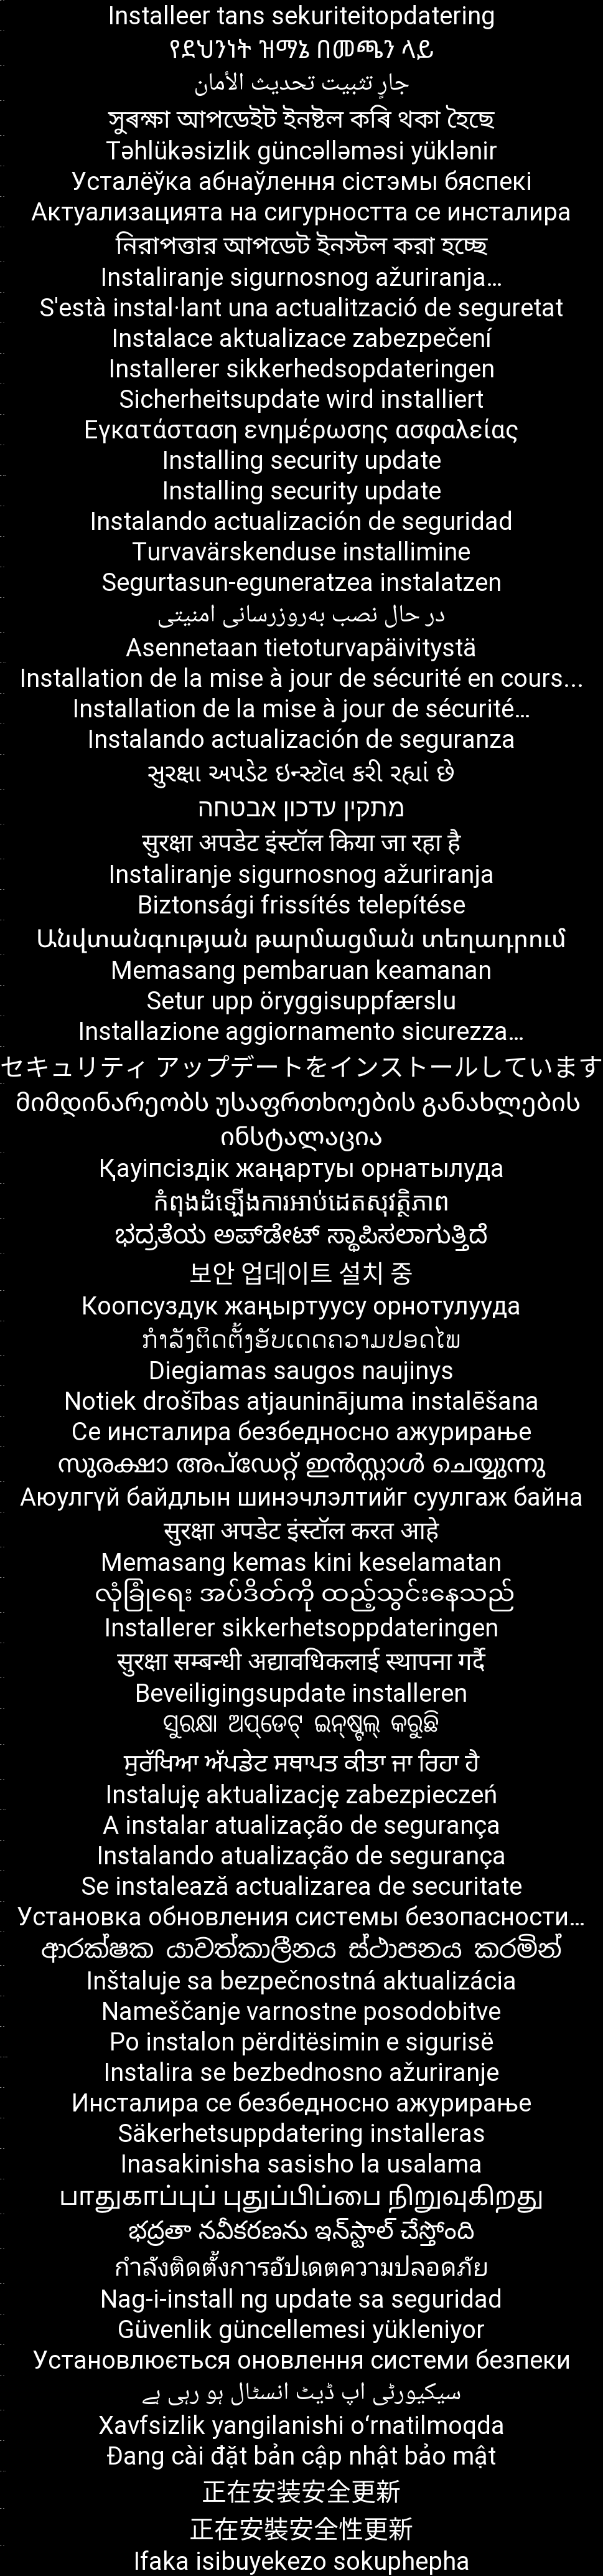 Installeer tans sekuriteitopdatering
የደህንነት ዝማኔ በመጫን ላይ
جارٍ تثبيت تحديث الأمان
সুৰক্ষা আপডেইট ইনষ্টল কৰি থকা হৈছে
Təhlükəsizlik güncəlləməsi yüklənir
Усталёўка абнаўлення сістэмы бяспекі
Актуализацията на сигурността се инсталира
নিরাপত্তার আপডেট ইনস্টল করা হচ্ছে
Instaliranje sigurnosnog ažuriranja…
S'està instal·lant una actualització de seguretat
Instalace aktualizace zabezpečení
Installerer sikkerhedsopdateringen
Sicherheitsupdate wird installiert
Εγκατάσταση ενημέρωσης ασφαλείας
Installing security update
Installing security update
Instalando actualización de seguridad
Turvavärskenduse installimine
Segurtasun-eguneratzea instalatzen
در حال نصب به‌روزرسانی امنیتی
Asennetaan tietoturvapäivitystä
Installation de la mise à jour de sécurité en cours...
Installation de la mise à jour de sécurité…
Instalando actualización de seguranza
સુરક્ષા અપડેટ ઇન્સ્ટૉલ કરી રહ્યાં છે
מתקין עדכון אבטחה
सुरक्षा अपडेट इंस्टॉल किया जा रहा है
Instaliranje sigurnosnog ažuriranja
Biztonsági frissítés telepítése
Անվտանգության թարմացման տեղադրում
Memasang pembaruan keamanan
Setur upp öryggisuppfærslu
Installazione aggiornamento sicurezza…
セキュリティ アップデートをインストールしています
მიმდინარეობს უსაფრთხოების განახლების
ინსტალაცია
Қауіпсіздік жаңартуы орнатылуда
កំពុងដំឡើងការអាប់ដេតសុវត្ថិភាព
ಭದ್ರತೆಯ ಅಪ್‌ಡೇಟ್‌ ಸ್ಥಾಪಿಸಲಾಗುತ್ತಿದೆ
보안 업데이트 설치 중
Коопсуздук жаңыртуусу орнотулууда
ກຳລັງຕິດຕັ້ງອັບເດດຄວາມປອດໄພ
Diegiamas saugos naujinys
Notiek drošības atjauninājuma instalēšana
Се инсталира безбедносно ажурирање
സുരക്ഷാ അപ്ഡേറ്റ് ഇൻസ്റ്റാൾ ചെയ്യുന്നു
Аюулгүй байдлын шинэчлэлтийг суулгаж байна
सुरक्षा अपडेट इंस्टॉल करत आहे
Memasang kemas kini keselamatan
လုံခြုံရေး အပ်ဒိတ်ကို ထည့်သွင်းနေသည်
Installerer sikkerhetsoppdateringen
सुरक्षा सम्बन्धी अद्यावधिकलाई स्थापना गर्दै
Beveiligingsupdate installeren
ସୁରକ୍ଷା ଅପ୍‌ଡେଟ୍‌ ଇନ୍‌ଷ୍ଟଲ୍‌ କରୁଛି
ਸੁਰੱਖਿਆ ਅੱਪਡੇਟ ਸਥਾਪਤ ਕੀਤਾ ਜਾ ਰਿਹਾ ਹੈ
Instaluję aktualizację zabezpieczeń
A instalar atualização de segurança
Instalando atualização de segurança
Se instalează actualizarea de securitate
Установка обновления системы безопасности…
ආරක්ෂක යාවත්කාලීනය ස්ථාපනය කරමින්
Inštaluje sa bezpečnostná aktualizácia
Nameščanje varnostne posodobitve
Po instalon përditësimin e sigurisë
Instalira se bezbednosno ažuriranje
Инсталира се безбедносно ажурирање
Säkerhetsuppdatering installeras
Inasakinisha sasisho la usalama
பாதுகாப்புப் புதுப்பிப்பை நிறுவுகிறது
భద్రతా నవీకరణను ఇన్‌స్టాల్ చేస్తోంది
กำลังติดตั้งการอัปเดตความปลอดภัย
Nag-i-install ng update sa seguridad
Güvenlik güncellemesi yükleniyor
Установлюється оновлення системи безпеки
سیکیورٹی اپ ڈیٹ انسٹال ہو رہی ہے
Xavfsizlik yangilanishi o‘rnatilmoqda
Đang cài đặt bản cập nhật bảo mật
正在安装安全更新
正在安裝安全性更新
Ifaka isibuyekezo sokuphepha